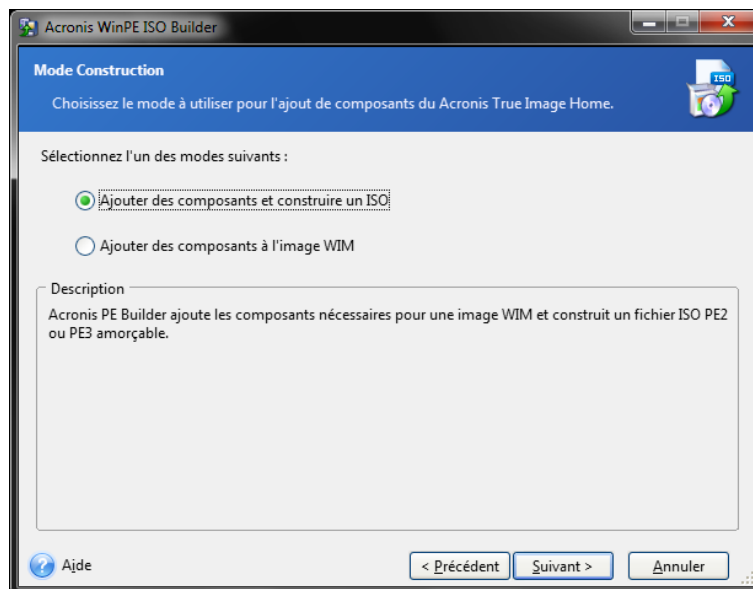 Acronis WinPE ISO Builder
Mode Construction
Choisissez le mode à utiliser pour l'ajout de composants du Acronis True Image Home.
ISO
Sélectionnez l'un des modes suivants :
Ajouter des composants et construire un ISO
Ajouter des composants à l'image WIM
Description
Acronis PE Builder ajoute les composants nécessaires pour une image WIM et construit un fichier ISO PE2
ou PE3 amorçable.
Aide
< Précédent
Suivant >
Annuler